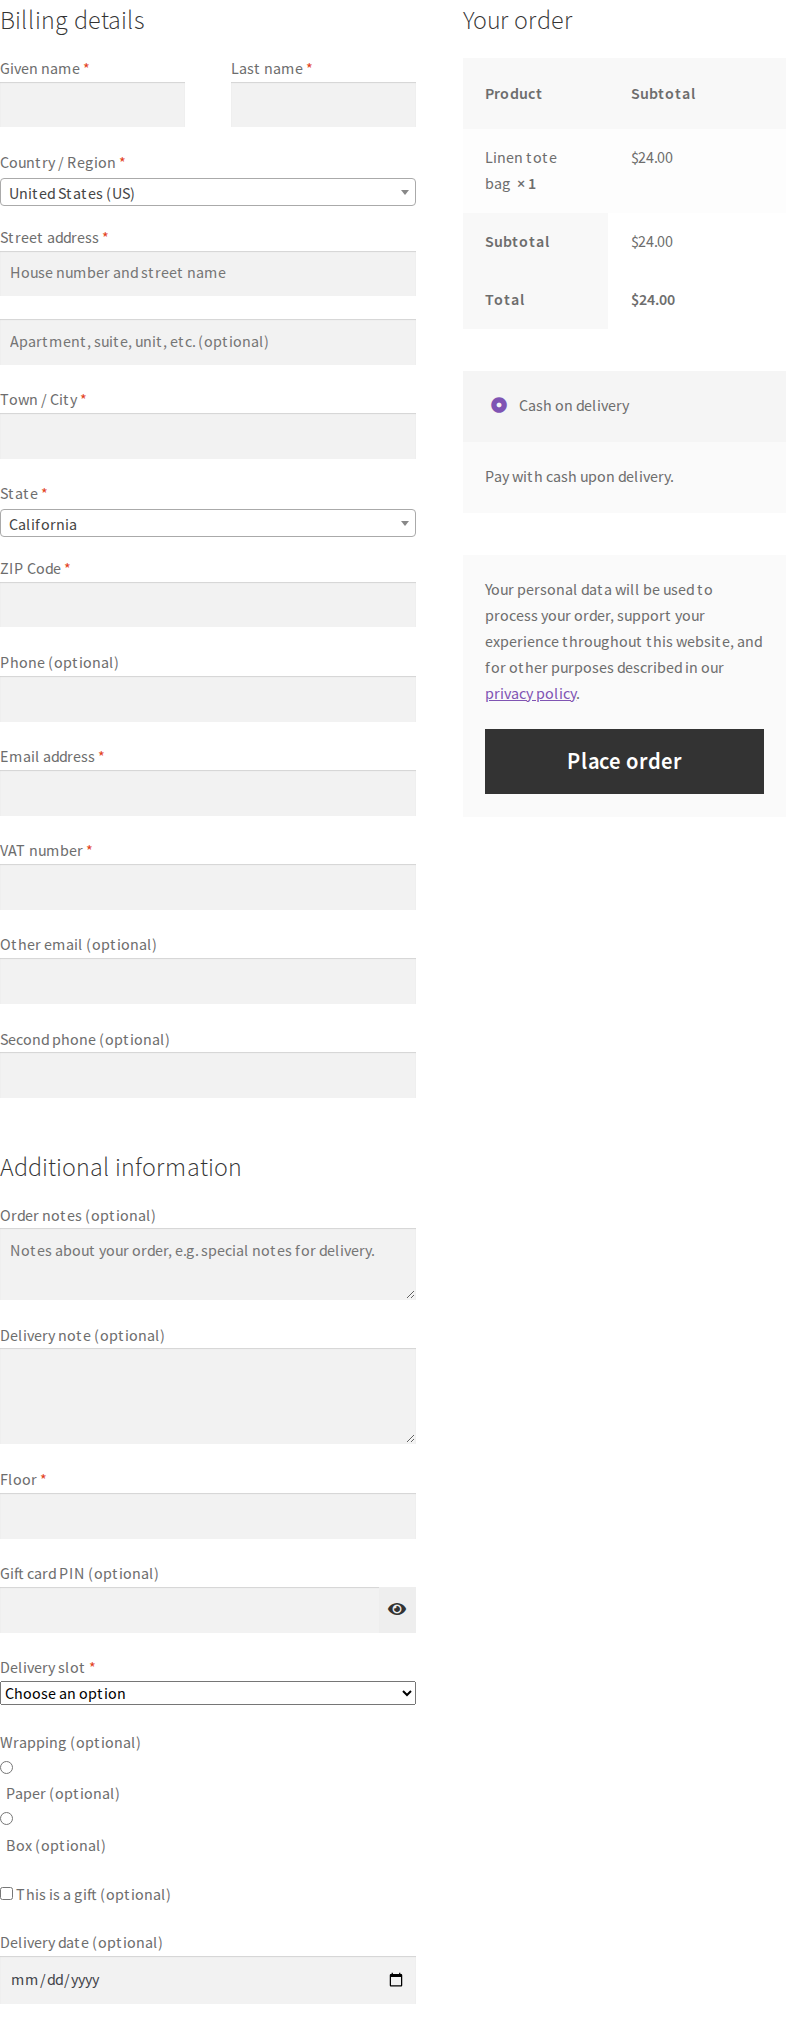 Billing details
Given name *
Last name *
Country / Region *
United States (US)
Street address *
House number and street name
Apartment, suite, unit, etc. (optional)
Town / City *
State *
California
ZIP Code *
Phone (optional)
Email address *
VAT number *
Other email (optional)
Second phone (optional)
Additional information
Order notes (optional)
Notes about your order, e.g. special notes for delivery.
Delivery note (optional)
Floor *
Gift card PIN (optional)
Delivery slot *
Choose an option
Wrapping (optional)
Paper (optional)
Box (optional)
This is a gift (optional)
Delivery date (optional)
mm/dd/yyyy
Your order
Product Subtotal
Linen tote $24.00
bag × 1
Subtotal $24.00
Total $24.00
Cash on delivery
Pay with cash upon delivery.
Your personal data will be used to
process your order, support your
experience throughout this website, and
for other purposes described in our
privacy policy.
Place order